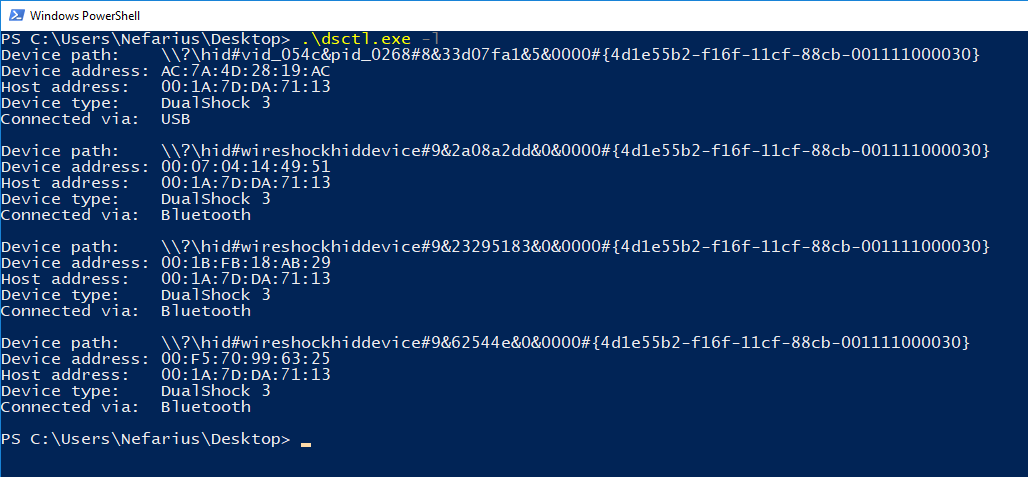 Windows PowerShell
PS C:\Users\Nefarius\Desktop> .\dsctl.exe -l
Device path:    \\?\hid#vid_054c&pid_0268#8&33d07fa1&5&0000#{4d1e55b2-f16f-11cf-88cb-001111000030}
Device address: AC:7A:4D:28:19:AC
Host address:   00:1A:7D:DA:71:13
Device type:    DualShock 3
Connected via:  USB
Device path:    \\?\hid#wireshockhiddevice#9&2a08a2dd&0&0000#{4d1e55b2-f16f-11cf-88cb-001111000030}
Device address: 00:07:04:14:49:51
Host address:   00:1A:7D:DA:71:13
Device type:    DualShock 3
Connected via:  Bluetooth
Device path:    \\?\hid#wireshockhiddevice#9&23295183&0&0000#{4d1e55b2-f16f-11cf-88cb-001111000030}
Device address: 00:1B:FB:18:AB:29
Host address:   00:1A:7D:DA:71:13
Device type:    DualShock 3
Connected via:  Bluetooth
Device path:    \\?\hid#wireshockhiddevice#9&62544e&0&0000#{4d1e55b2-f16f-11cf-88cb-001111000030}
Device address: 00:F5:70:99:63:25
Host address:   00:1A:7D:DA:71:13
Device type:    DualShock 3
Connected via:  Bluetooth
PS C:\Users\Nefarius\Desktop>